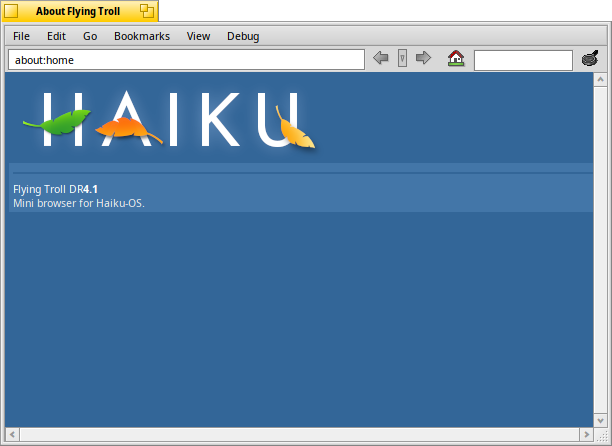 About Flying Troll
File Edit Go Bookmarks View Debug
about:home
HAIKU
Flying Troll DR4.1
Mini browser for Haiku-OS.